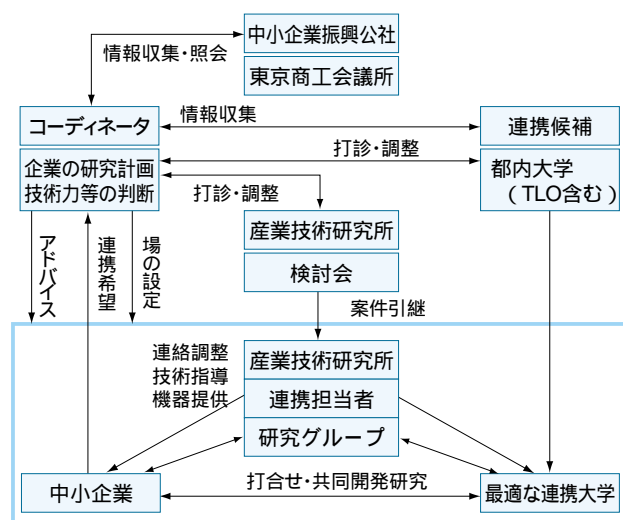 中小企業振興公社
情報収集・照会
東京商工会議所
情報収集
コーディネータ
連携候補
打診・調整
企業の研究計画
技術力等の判断
都内大学
（TLO含む）
打診・調整
産業技術研究所
検討会
アドバイス
連携希望
場の設定
案件引継
連絡調整
技術指導
機器提供
産業技術研究所
連携担当者
研究グループ
中小企業
打合せ・共同開発研究
最適な連携大学